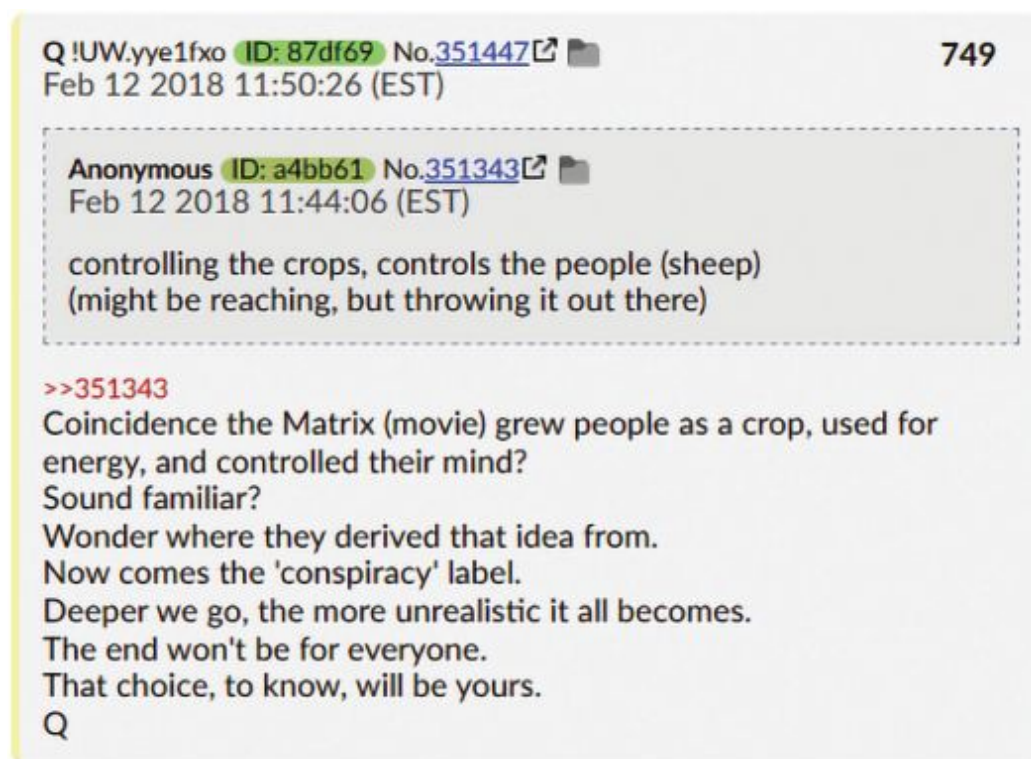 Q !UW.yye1fxo ID: 87df69 No.351447 749
Feb 12 2018 11:50:26 (EST)
Anonymous ID: a4bb61 No.351343
Feb 12 2018 11:44:06 (EST)
controlling the crops, controls the people (sheep)
(might be reaching, but throwing it out there)
>>351343
Coincidence the Matrix (movie) grew people as a crop, used for
energy, and controlled their mind?
Sound familiar?
Wonder where they derived that idea from.
Now comes the 'conspiracy' label.
Deeper we go, the more unrealistic it all becomes.
The end won't be for everyone.
That choice, to know, will be yours.
Q